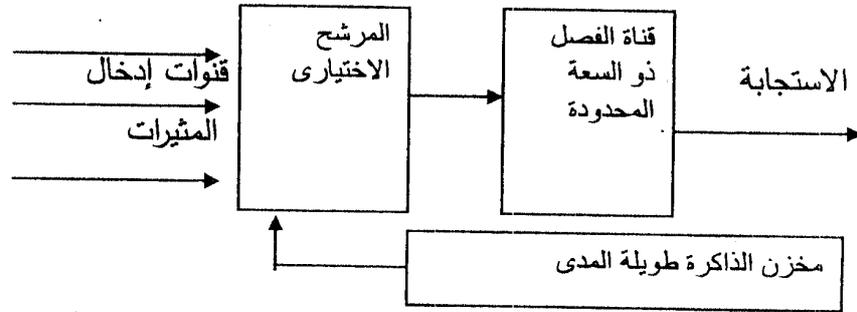 المرشح
الاختيارى
قناة الفصل
ذو السعة
المحدودة
قنوات إدخال
المثيرات
الاستجابة
مخزن الذاكرة طويلة المدى